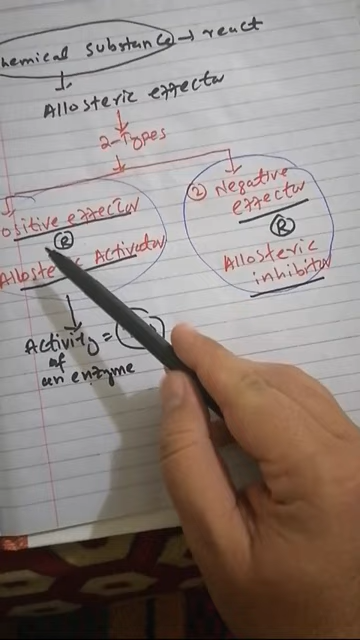 hemical substance → react
Allosteric effector
2-Types
ositive effector
(R)
Allosteric Activator
② Negative
effector
(R)
Allosteric
inhibitor
Activity =
of
an enzyme